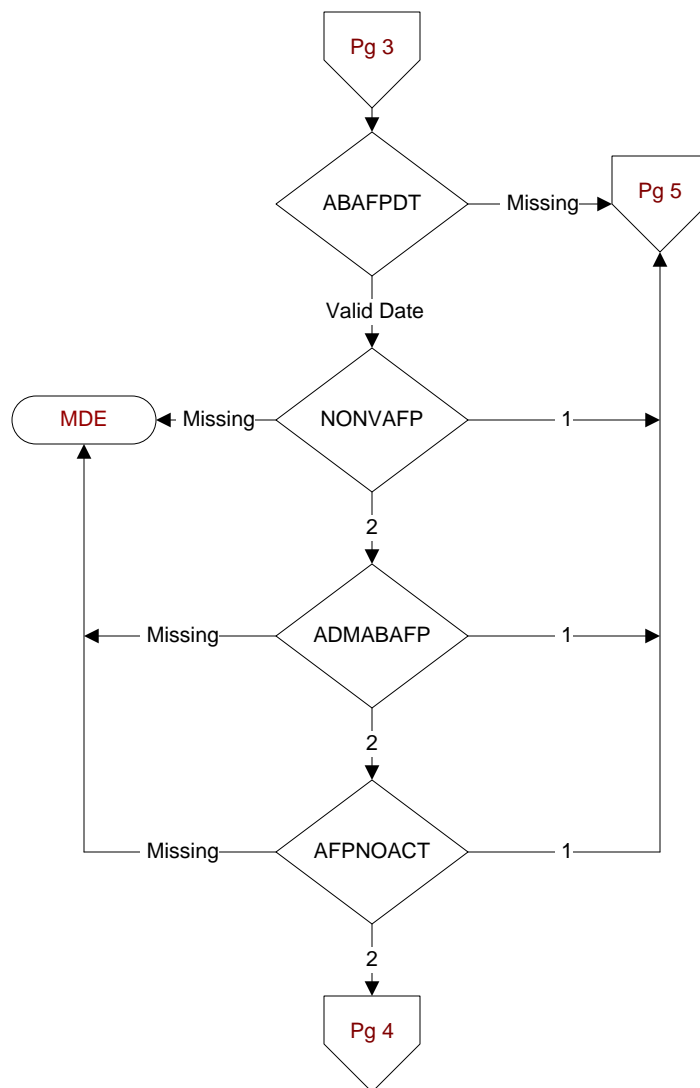 Pg 3
ABAFPDT
Missing
Pg 5
Valid Date
MDE
Missing
NONVAFP
1
2
Missing
ADMABAFP
1
2
Missing
AFPNOACT
1
2
Pg 4